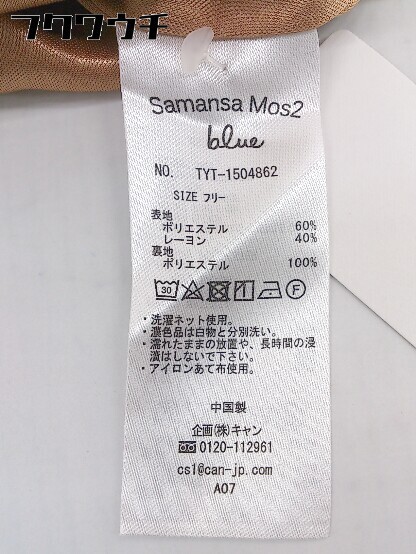 フクワウチ
Samansa Mos2
blue
NO. TYT-1504862
SIZE フリー
表地
ポリエステル 60%
レーヨン 40%
裏地
ポリエステル 100%
30 F
・洗濯ネット使用。
・濃色品は白物と分別洗い。
・濡れたままの放置や、長時間の浸
漬はしないで下さい。
・アイロンあて布使用。
中国製
企画(株)キャン
0120-112961
cs1@can-jp.com
A07